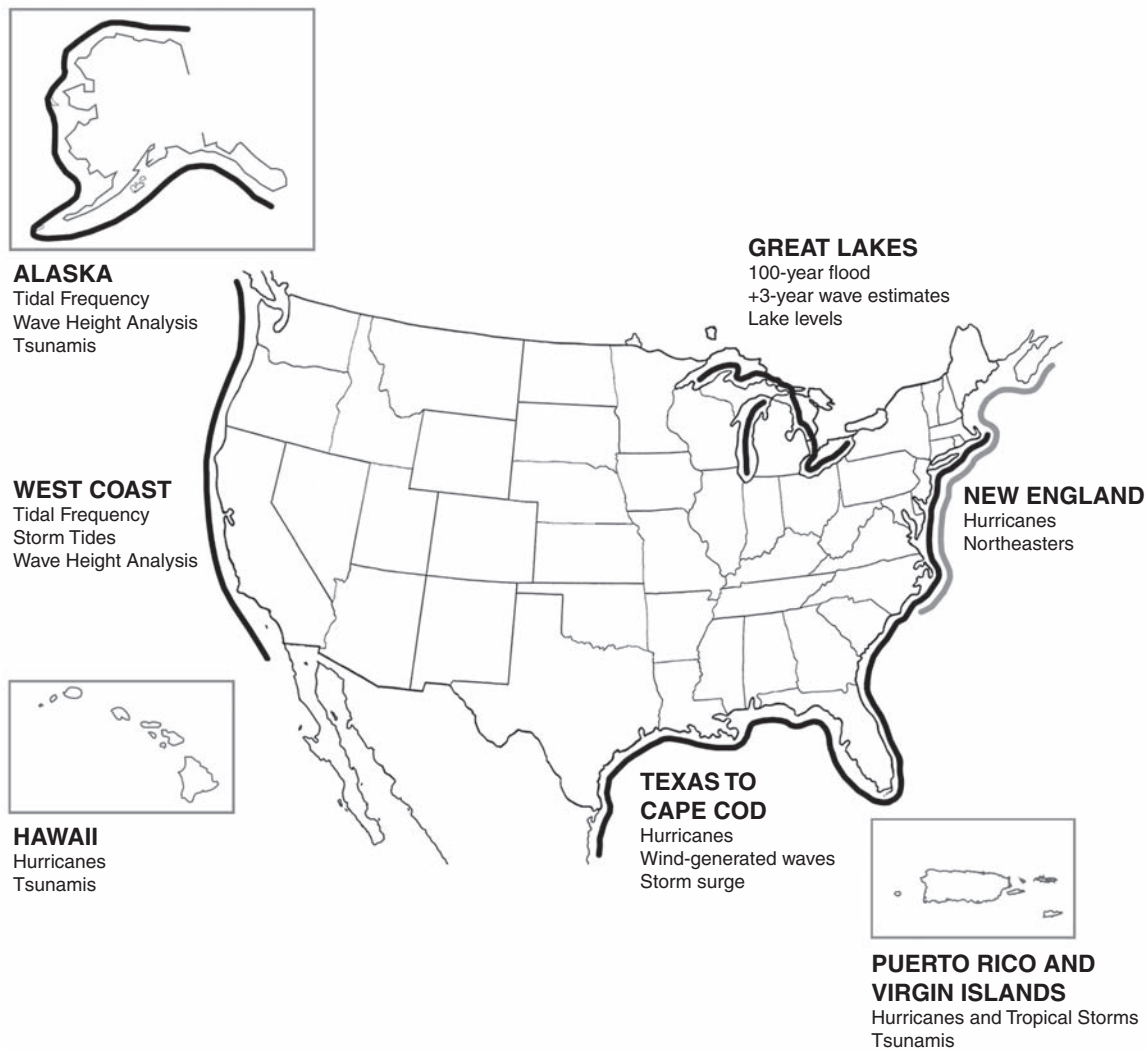 ALASKA
Tidal Frequency
Wave Height Analysis
Tsunamis
GREAT LAKES
100-year flood
+3-year wave estimates
Lake levels
WEST COAST
Tidal Frequency
Storm Tides
Wave Height Analysis
NEW ENGLAND
Hurricanes
Northeasters
HAWAII
Hurricanes
Tsunamis
TEXAS TO
CAPE COD
Hurricanes
Wind-generated waves
Storm surge
PUERTO RICO AND
VIRGIN ISLANDS
Hurricanes and Tropical Storms
Tsunamis